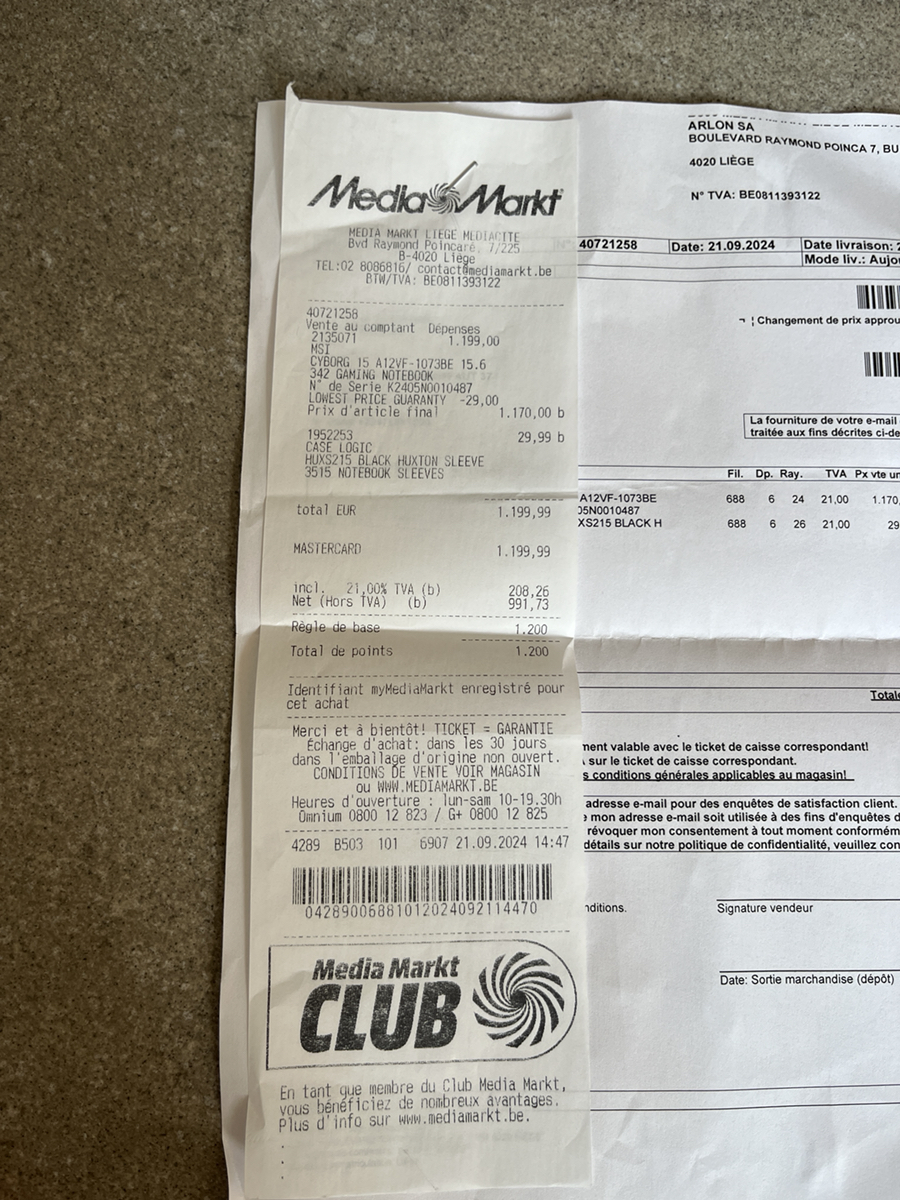 Media Markt
MEDIA MARKT LIEGE MEDIACITE
Bvd Raymond Poincaré, 7/225
B-4020 Liège
TEL:02 8086816/ contact@mediamarkt.be
BTW/TVA: BE0811393122
40721258
Vente au comptant Dépenses
2135071 1.199,00
MSI
CYBORG 15 A12VF-1073BE 15.6
342 GAMING NOTEBOOK
N° de Serie K2405N0010487
LOWEST PRICE GUARANTY -29,00
Prix d'article final 1.170,00 b
1952253 29,99 b
CASE LOGIC
HUXS215 BLACK HUXTON SLEEVE
3515 NOTEBOOK SLEEVES
total EUR 1.199,99
MASTERCARD 1.199,99
incl. 21,00% TVA (b) 208,26
Net (Hors TVA) (b) 991,73
Règle de base 1.200
Total de points 1.200
Identifiant myMediaMarkt enregistré pour
cet achat
Merci et à bientôt! TICKET = GARANTIE
Échange d'achat: dans les 30 jours
dans l'emballage d'origine non ouvert.
CONDITIONS DE VENTE VOIR MAGASIN
ou WWW.MEDIAMARKT.BE
Heures d'ouverture : lun-sam 10-19.30h
Omnium 0800 12 823 / G+ 0800 12 825
4289 B503 101 6907 21.09.2024 14:47
0428900688101202409211447​0
Media Markt
CLUB
En tant que membre du Club Media Markt,
vous bénéficiez de nombreux avantages.
Plus d'info sur www.mediamarkt.be.
ARLON SA
BOULEVARD RAYMOND POINCA 7, BU
4020 LIÈGE
N° TVA: BE0811393122
40721258 Date: 21.09.2024 Date livraison: 2
Mode liv.: Aujou
¬ ¦ Changement de prix approu
La fourniture de votre e-mail
traitée aux fins décrites ci-de
Fil. Dp. Ray. TVA Px vte un
A12VF-1073BE 688 6 24 21,00 1.170,
05N0010487
XS215 BLACK H 688 6 26 21,00 29
Totale
ment valable avec le ticket de caisse correspondant!
sur le ticket de caisse correspondant.
s conditions générales applicables au magasin!
adresse e-mail pour des enquêtes de satisfaction client.
e mon adresse e-mail soit utilisée à des fins d'enquêtes d
révoquer mon consentement à tout moment conformém
détails sur notre politique de confidentialité, veuillez con
nditions. Signature vendeur
Date: Sortie marchandise (dépôt)